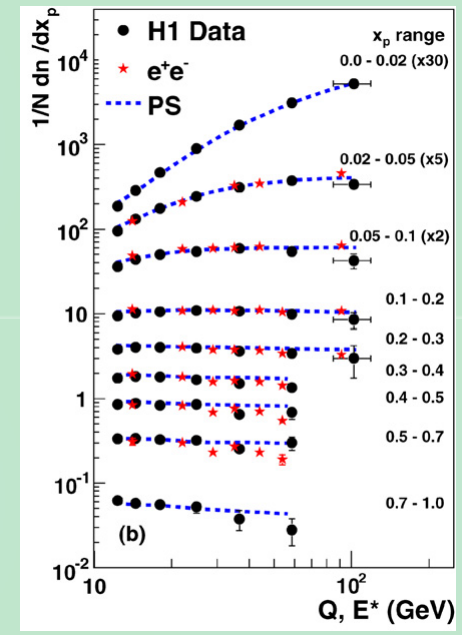 1/N dn /dxₚ
H1 Data
e⁺e⁻
PS
xₚ range
0.0 - 0.02 (x30)
0.02 - 0.05 (x5)
0.05 - 0.1 (x2)
0.1 - 0.2
0.2 - 0.3
0.3 - 0.4
0.4 - 0.5
0.5 - 0.7
0.7 - 1.0
10⁴
10³
10²
10
1
10⁻¹
10⁻²
(b)
10
10²
Q, E* (GeV)